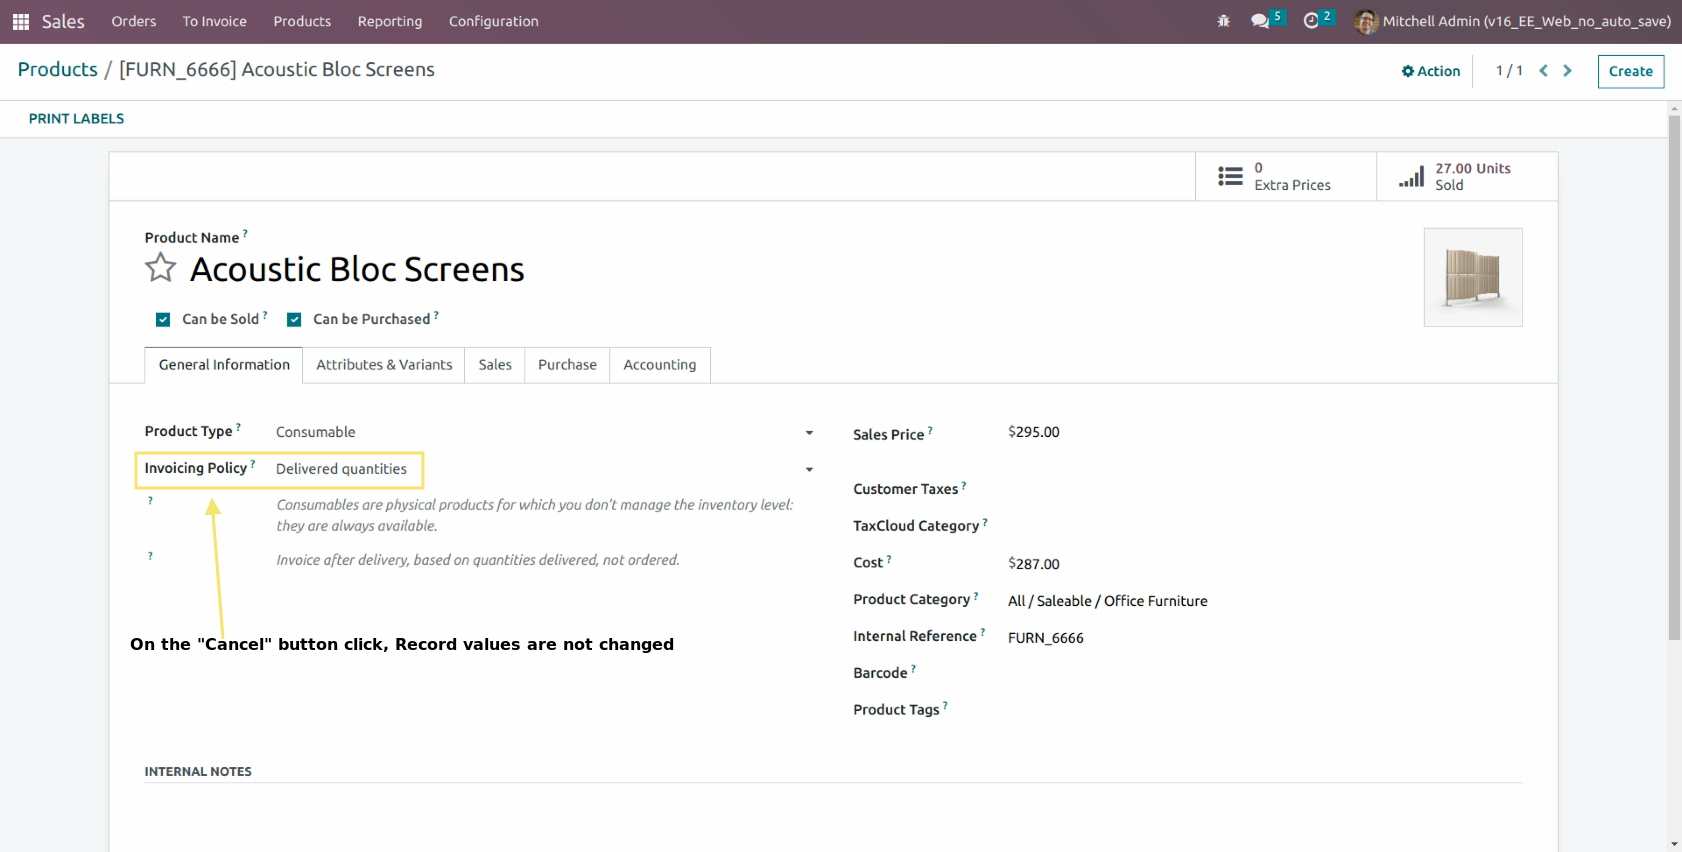 Sales Orders To Invoice Products Reporting Configuration 5 2 Mitchell Admin (v16_EE_Web_no_auto_save)
Products / [FURN_6666] Acoustic Bloc Screens Action 1 / 1 Create
PRINT LABELS
0
Extra Prices
27.00 Units
Sold
Product Name ?
Acoustic Bloc Screens
Can be Sold ? Can be Purchased ?
General Information Attributes & Variants Sales Purchase Accounting
Product Type ? Consumable
Invoicing Policy ? Delivered quantities
? Consumables are physical products for which you don't manage the inventory level:
they are always available.
? Invoice after delivery, based on quantities delivered, not ordered.
On the "Cancel" button click, Record values are not changed
Sales Price ? $295.00
Customer Taxes ?
TaxCloud Category ?
Cost ? $287.00
Product Category ? All / Saleable / Office Furniture
Internal Reference ? FURN_6666
Barcode ?
Product Tags ?
INTERNAL NOTES